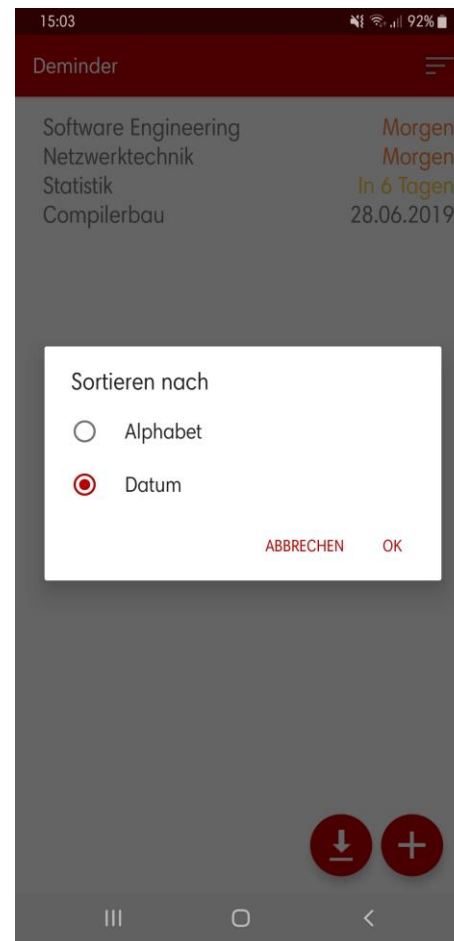 15:03 92%
Deminder
Software Engineering Morgen
Netzwerktechnik Morgen
Statistik In 6 Tagen
Compilerbau 28.06.2019
Sortieren nach
Alphabet
Datum
ABBRECHEN OK